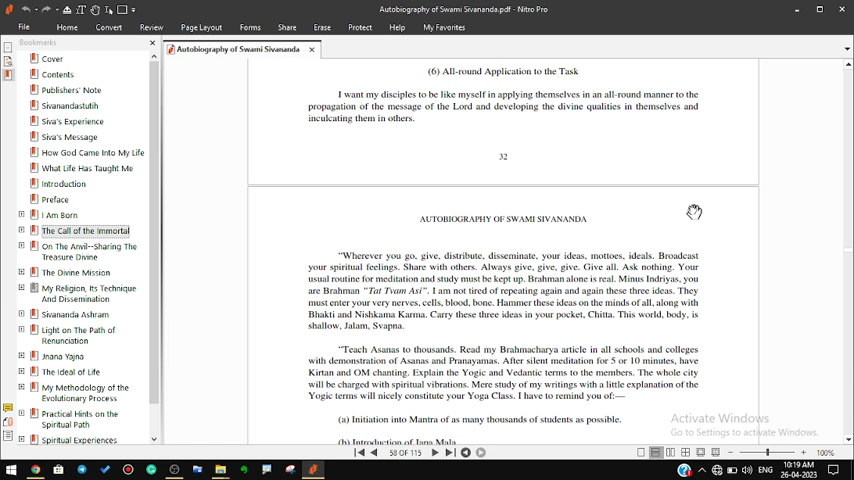 Autobiography of Swami Sivananda.pdf - Nitro Pro
File Home Convert Review Page Layout Forms Share Erase Protect Help My Favorites
Bookmarks
Autobiography of Swami Sivananda
Cover
Contents
Publishers' Note
Sivanandastutih
Siva's Experience
Siva's Message
How God Came Into My Life
What Life Has Taught Me
Introduction
Preface
I Am Born
The Call of the Immortal
On The Anvil--Sharing The
Treasure Divine
The Divine Mission
My Religion, Its Technique
And Dissemination
Sivananda Ashram
Light on The Path of
Renunciation
Jnana Yajna
The Ideal of Life
My Methodology of the
Evolutionary Process
Practical Hints on the
Spiritual Path
Spiritual Experiences
(6) All-round Application to the Task
I want my disciples to be like myself in applying themselves in an all-round manner to the
propagation of the message of the Lord and developing the divine qualities in themselves and
inculcating them in others.
32
AUTOBIOGRAPHY OF SWAMI SIVANANDA
“Wherever you go, give, distribute, disseminate, your ideas, mottoes, ideals. Broadcast
your spiritual feelings. Share with others. Always give, give, give. Give all. Ask nothing. Your
usual routine for meditation and study must be kept up. Brahman alone is real. Minus Indriyas, you
are Brahman “Tat Tvam Asi”. I am not tired of repeating again and again these three ideas. They
must enter your very nerves, cells, blood, bone. Hammer these ideas on the minds of all, along with
Bhakti and Nishkama Karma. Carry these three ideas in your pocket, Chitta. This world, body, is
shallow, Jalam, Svapna.
“Teach Asanas to thousands. Read my Brahmacharya article in all schools and colleges
with demonstration of Asanas and Pranayamas. After silent meditation for 5 or 10 minutes, have
Kirtan and OM chanting. Explain the Yogic and Vedantic terms to the members. The whole city
will be charged with spiritual vibrations. Mere study of my writings with a little explanation of the
Yogic terms will nicely constitute your Yoga Class. I have to remind you of:—
(a) Initiation into Mantra of as many thousands of students as possible.
(b) Introduction of Japa Mala.
Activate Windows
Go to Settings to activate Windows.
58 OF 115
100%
ENG
10:19 AM
26-04-2023